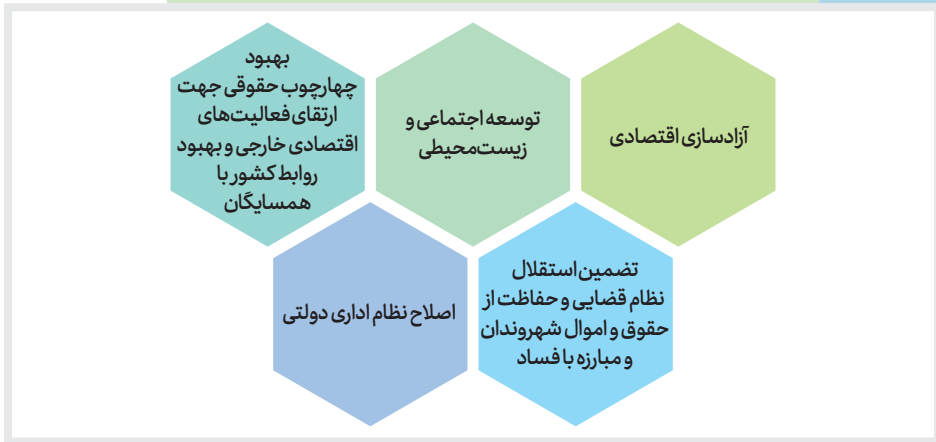 آزادسازی اقتصادی
توسعه اجتماعی و
زیست‌محیطی
بهبود
چهارچوب حقوقی جهت
ارتقای فعالیت‌های
اقتصادی خارجی و بهبود
روابط کشور با
همسایگان
تضمین استقلال
نظام قضایی و حفاظت از
حقوق و اموال شهروندان
و مبارزه با فساد
اصلاح نظام اداری دولتی